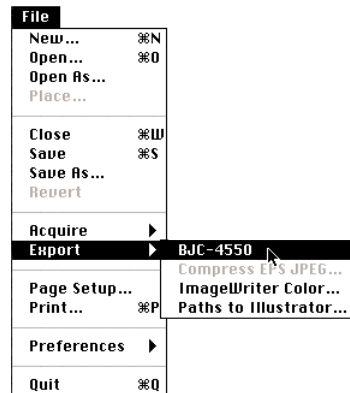 File
New... ⌘N
Open... ⌘O
Open As...
Place...
Close ⌘W
Save ⌘S
Save As...
Revert
Acquire
Export
BJC-4550
Compress EPS JPEG...
Page Setup...
ImageWriter Color...
Print... ⌘P
Paths to Illustrator...
Preferences
Quit ⌘Q